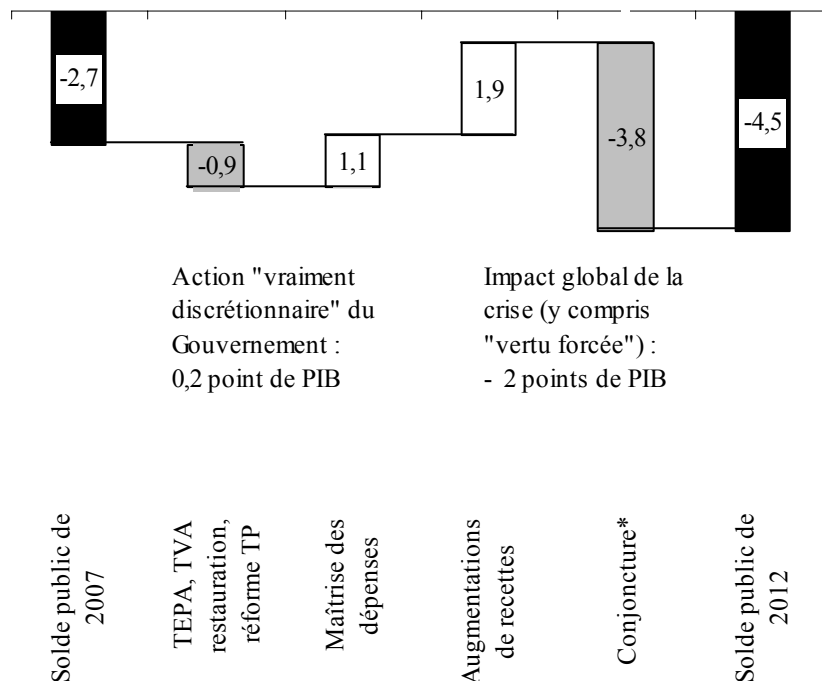 -2,7
-0,9
1,1
1,9
-3,8
-4,5
Action "vraiment
discrétionnaire" du
Gouvernement :
0,2 point de PIB
Impact global de la
crise (y compris
"vertu forcée") :
- 2 points de PIB
Solde public de
2007
TEPA, TVA
restauration,
réforme TP
Maîtrise des
dépenses
Augmentations
de recettes
Conjoncture*
Solde public de
2012